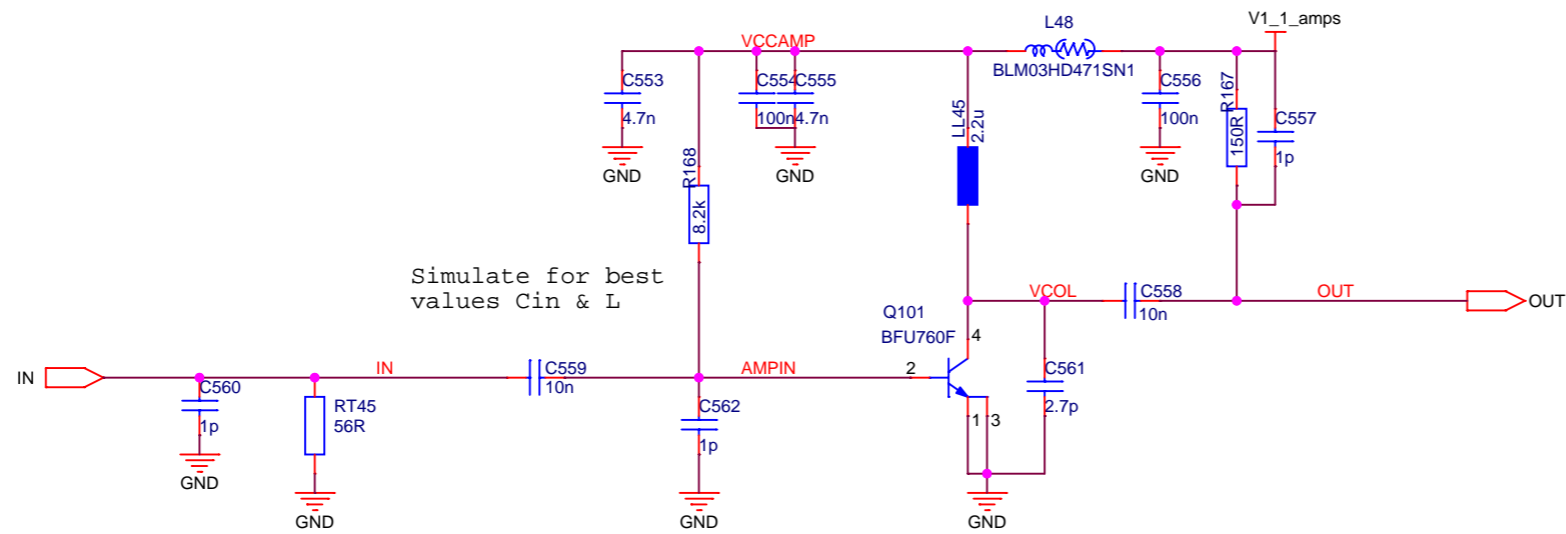 V1_1_amps
L48
VCCAMP
BLM03HD471SN1
C553
4.7n
C554
100n
C555
4.7n
C556
100n
R167
150R
C557
1p
LL45
2.2u
GND
GND
GND
R168
8.2k
Simulate for best
values Cin & L
VCOL
C558
10n
OUT
OUT
Q101
BFU760F
4
2
1
3
C561
2.7p
IN
IN
C560
1p
RT45
56R
C559
10n
AMPIN
C562
1p
GND
GND
GND
GND